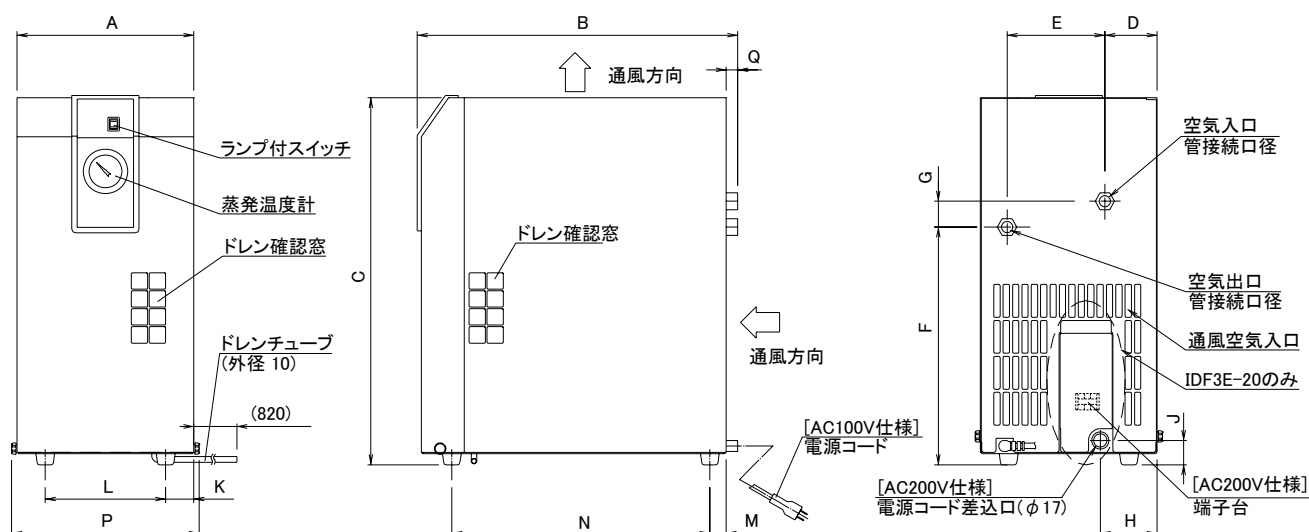 A
B
E
D
Q
通風方向
空気入口
管接続口径
ランプ付スイッチ
G
蒸発温度計
ドレン確認窓
ドレン確認窓
C
空気出口
管接続口径
F
通風空気入口
ドレンチューブ
(外径 10)
通風方向
IDF3E-20のみ
(820)
J
[AC100V仕様]
電源コード
[AC200V仕様]
電源コード差込口(φ17)
[AC200V仕様]
端子台
L
K
P
N
M
H